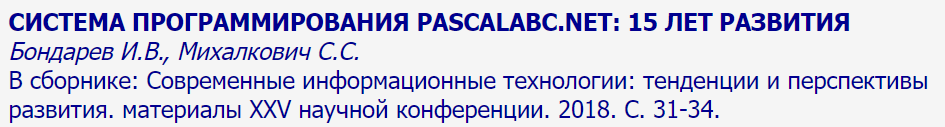 СИСТЕМА ПРОГРАММИРОВАНИЯ PASCALABC.NET: 15 ЛЕТ РАЗВИТИЯ
Бондарев И.В., Михалкович С.С.
В сборнике: Современные информационные технологии: тенденции и перспективы
развития. материалы XXV научной конференции. 2018. С. 31-34.